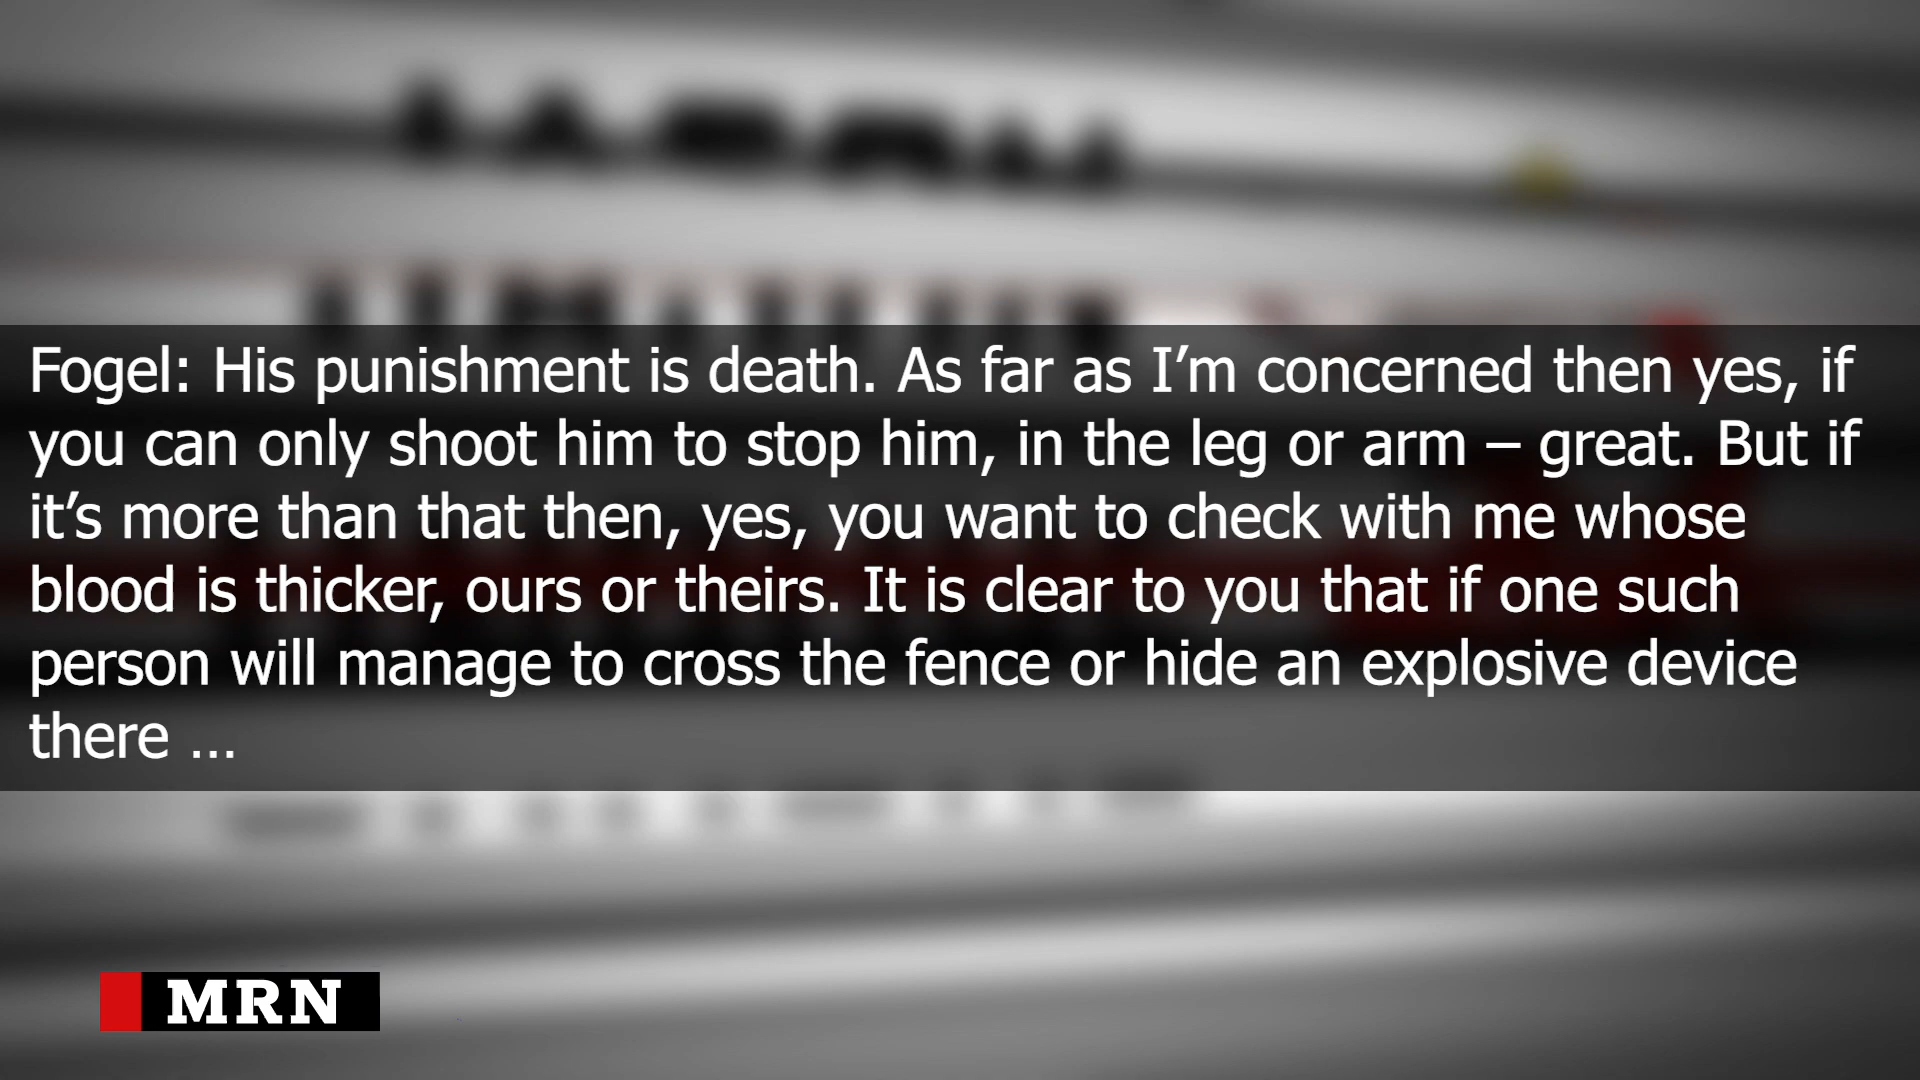 Fogel: His punishment is death. As far as I’m concerned then yes, if
you can only shoot him to stop him, in the leg or arm – great. But if
it’s more than that then, yes, you want to check with me whose
blood is thicker, ours or theirs. It is clear to you that if one such
person will manage to cross the fence or hide an explosive device
there ...
MRN